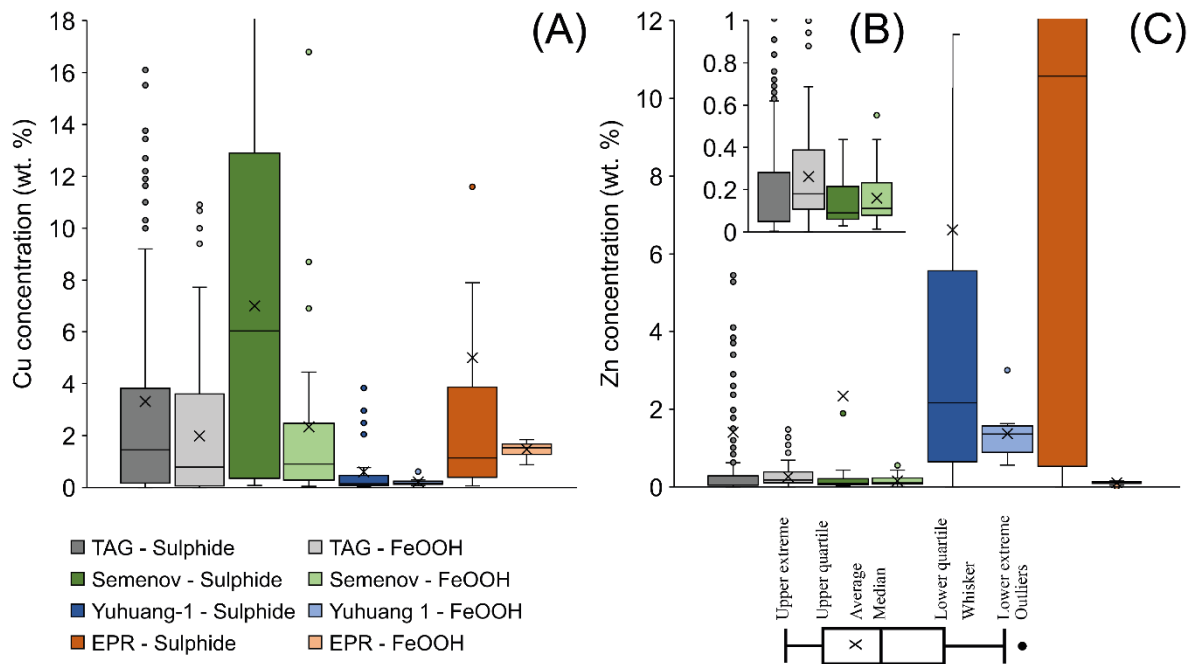 (A)
Cu concentration (wt. %)
18
16
14
12
10
8
6
4
2
0
(B)
1
0.8
0.6
0.4
0.2
0
(C)
Zn concentration (wt. %)
12
10
8
6
4
2
0
TAG - Sulphide
TAG - FeOOH
Semenov - Sulphide
Semenov - FeOOH
Yuhuang-1 - Sulphide
Yuhuang 1 - FeOOH
EPR - Sulphide
EPR - FeOOH
Upper extreme
Upper quartile
Average
Median
Lower quartile
Whisker
Lower extreme
Outliers